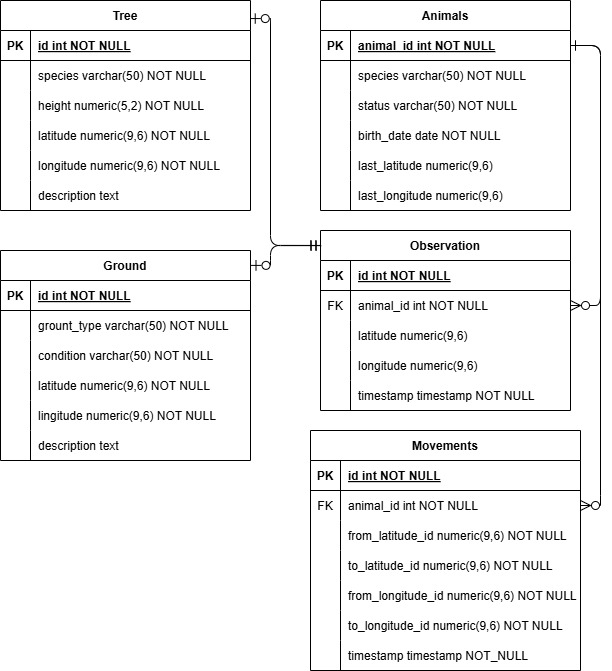 Tree
PK id int NOT NULL
species varchar(50) NOT NULL
height numeric(5,2) NOT NULL
latitude numeric(9,6) NOT NULL
longitude numeric(9,6) NOT NULL
description text
Animals
PK animal_id int NOT NULL
species varchar(50) NOT NULL
status varchar(50) NOT NULL
birth_date date NOT NULL
last_latitude numeric(9,6)
last_longitude numeric(9,6)
Ground
PK id int NOT NULL
grount_type varchar(50) NOT NULL
condition varchar(50) NOT NULL
latitude numeric(9,6) NOT NULL
lingitude numeric(9,6) NOT NULL
description text
Observation
PK id int NOT NULL
FK animal_id int NOT NULL
latitude numeric(9,6)
longitude numeric(9,6)
timestamp timestamp NOT NULL
Movements
PK id int NOT NULL
FK animal_id int NOT NULL
from_latitude_id numeric(9,6) NOT NULL
to_latitude_id numeric(9,6) NOT NULL
from_longitude_id numeric(9,6) NOT NULL
to_longitude_id numeric(9,6) NOT NULL
timestamp timestamp NOT_NULL